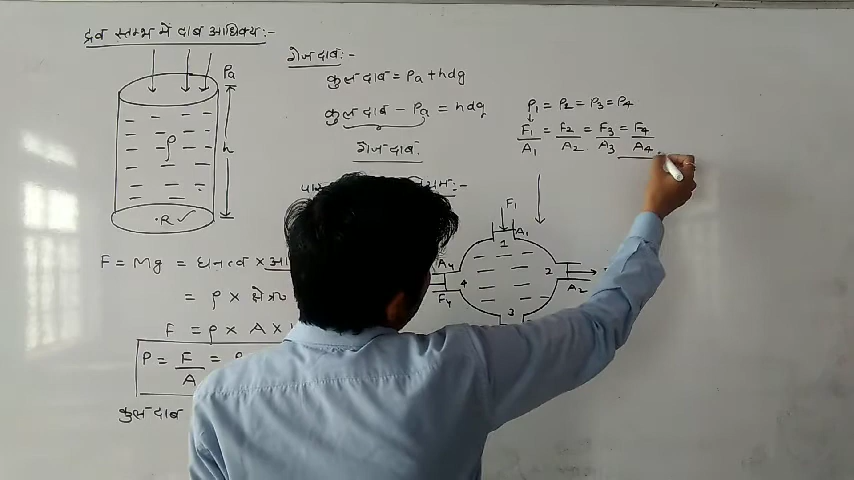 द्रव स्तम्भ में दाब आधिक्य:-
Pa
ρ
h
·R
F = Mg = घनत्व ×
= ρ ×
F = ρ × A ×
P = F/A =
कुल दाब
गेज दाब:-
कुल दाब = Pa + hdg
कुल दाब - Pa = hdg
गेज दाब
P₁ = P₂ = P₃ = P₄
F₁/A₁ = F₂/A₂ = F₃/A₃ = F₄/A₄
F₁
A₁
1
A₄
2
4
F₄
A₂
3